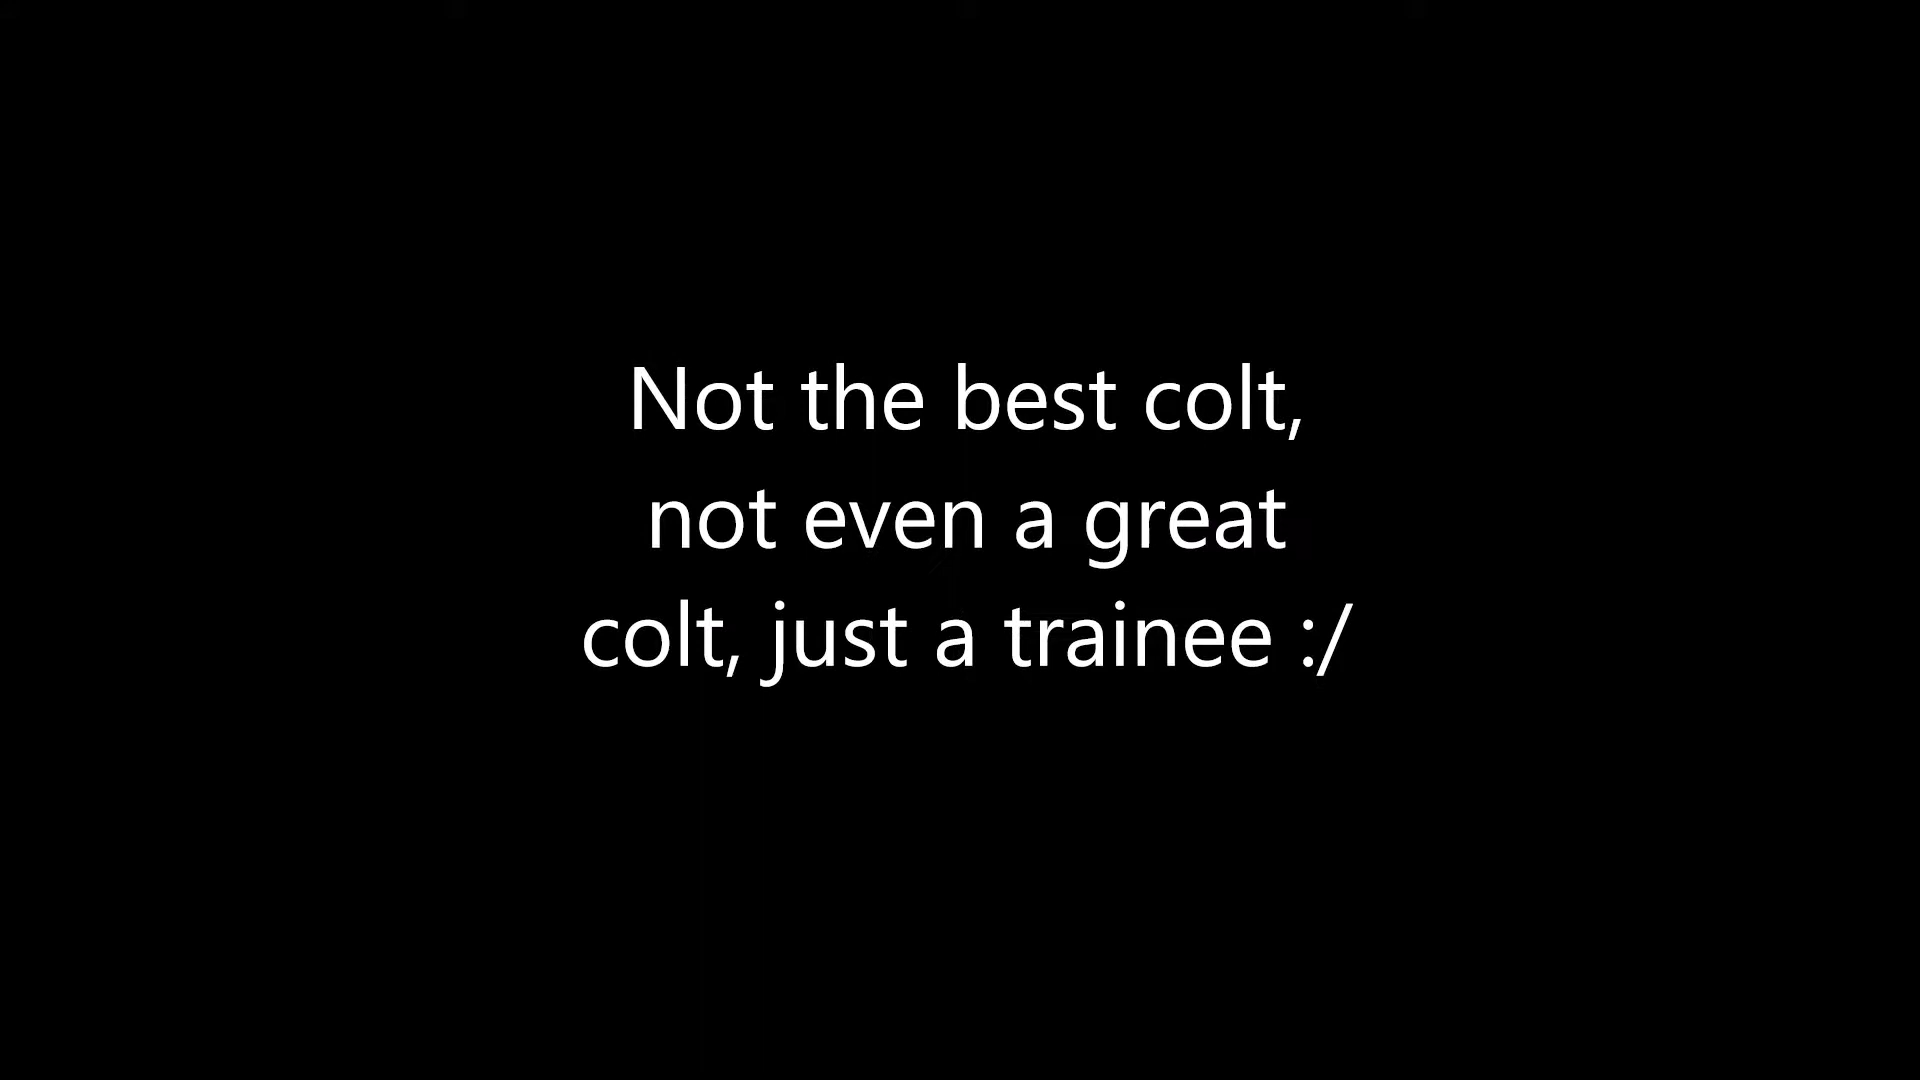 Not the best colt,
not even a great
colt, just a trainee :/